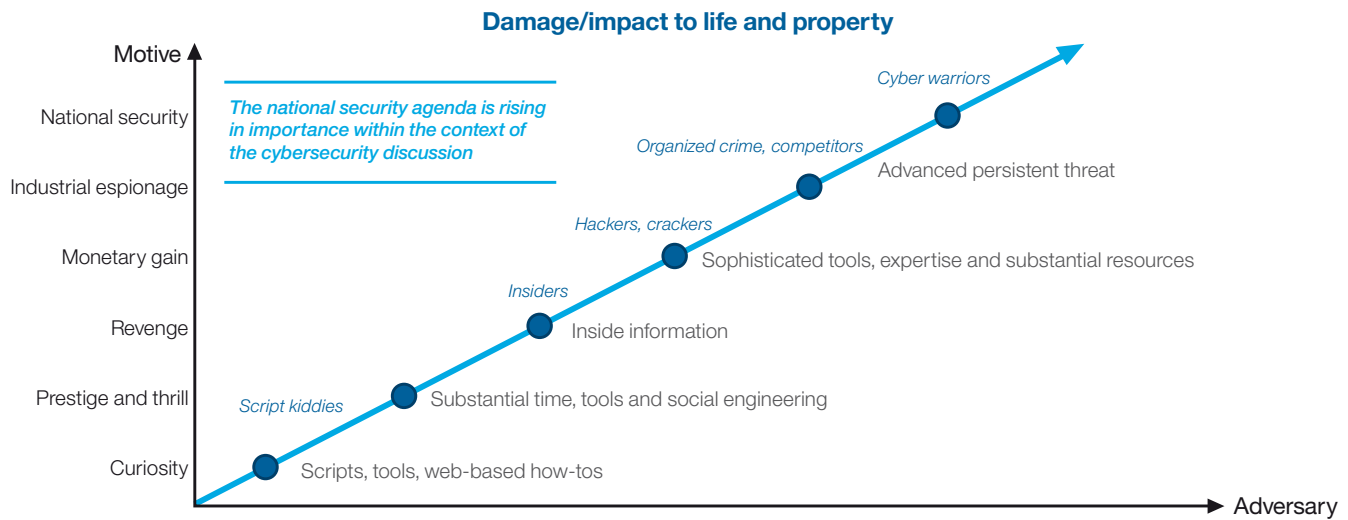 Damage/impact to life and property
Motive
Cyber warriors
The national security agenda is rising
in importance within the context of
the cybersecurity discussion
National security
Organized crime, competitors
Advanced persistent threat
Industrial espionage
Hackers, crackers
Monetary gain
Sophisticated tools, expertise and substantial resources
Insiders
Revenge
Inside information
Prestige and thrill
Substantial time, tools and social engineering
Script kiddies
Curiosity
Scripts, tools, web-based how-tos
Adversary